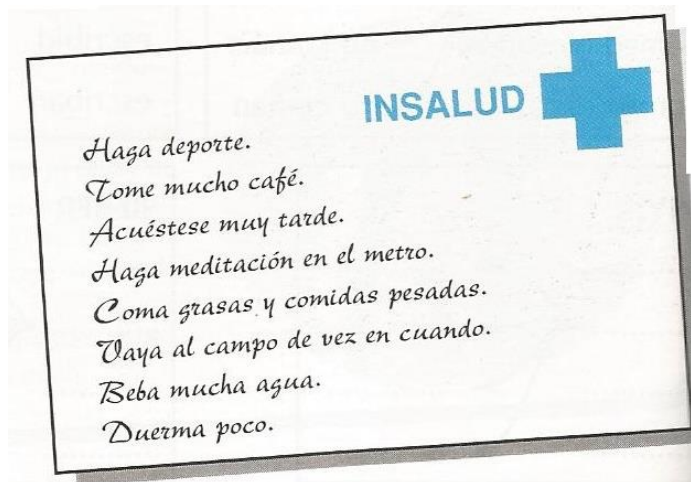 INSALUD
Haga deporte.
Tome mucho café.
Acuéstese muy tarde.
Haga meditación en el metro.
Coma grasas y comidas pesadas.
Vaya al campo de vez en cuando.
Beba mucha agua.
Duerma poco.